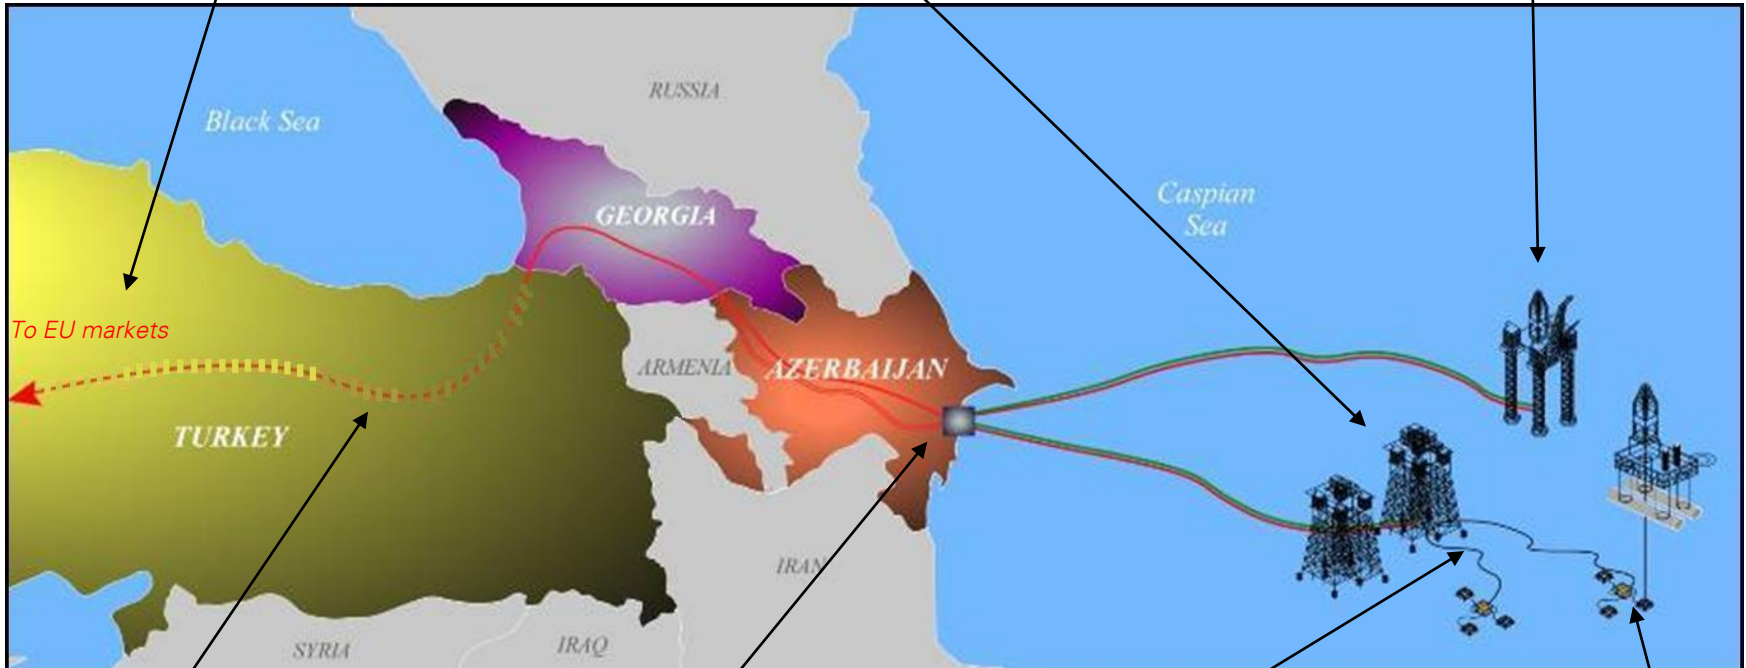 RUSSIA
Black Sea
Caspian
Sea
GEORGIA
To EU markets
ARMENIA
AZERBAIJAN
TURKEY
IRAN
SYRIA
IRAQ